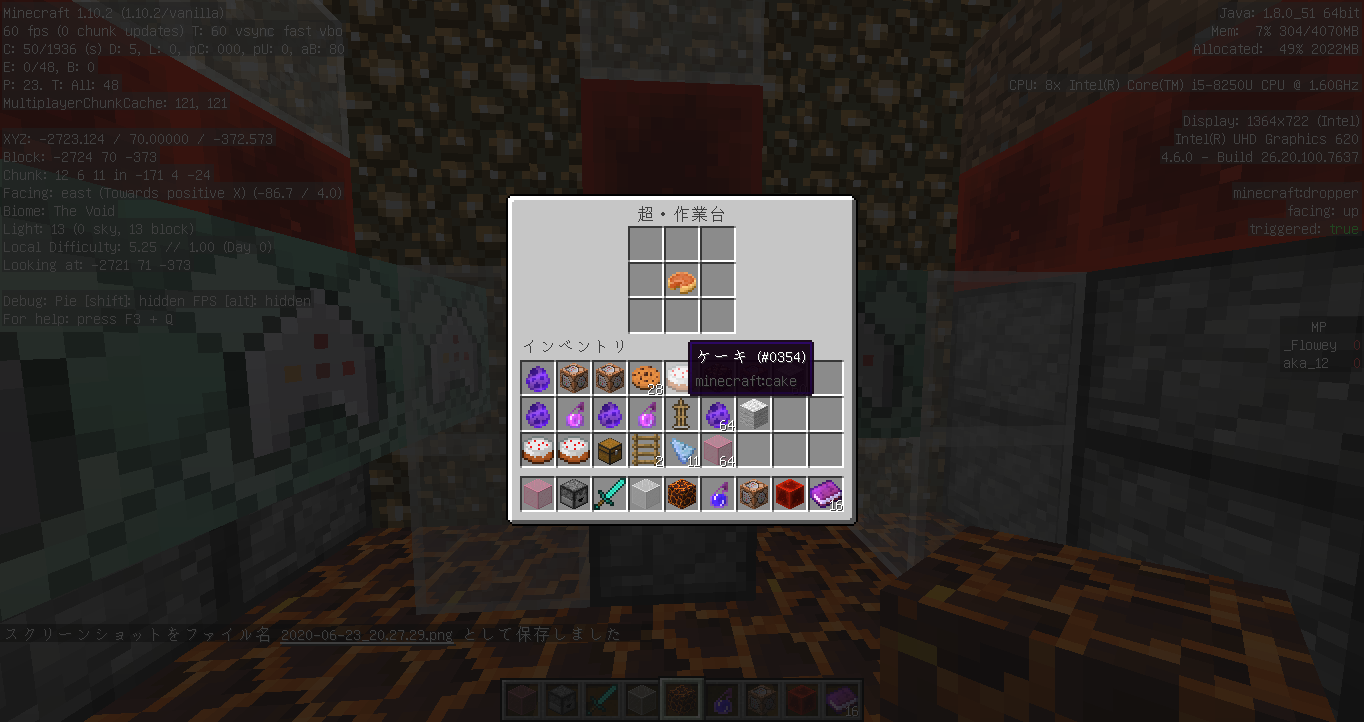 Minecraft 1.10.2 (1.10.2/vanilla)
60 fps (0 chunk updates) T: 60 vsync fast vbo
C: 50/1936 (s) D: 5, L: 0, pC: 000, pU: 0, aB: 80
E: 0/48, B: 0
P: 23. T: All: 48
MultiplayerChunkCache: 121, 121
XYZ: -2723.124 / 70.00000 / -372.573
Block: -2724 70 -373
Chunk: 12 6 11 in -171 4 -24
Facing: east (Towards positive X) (-86.7 / 4.0)
Biome: The Void
Light: 13 (0 sky, 13 block)
Local Difficulty: 5.25 // 1.00 (Day 0)
Looking at: -2721 71 -373
Debug: Pie [shift]: hidden FPS [alt]: hidden
For help: press F3 + Q
Java: 1.8.0_51 64bit
Mem: 7% 304/4070MB
Allocated: 49% 2022MB
CPU: 8x Intel(R) Core(TM) i5-8250U CPU @ 1.60GHz
Display: 1364x722 (Intel)
Intel(R) UHD Graphics 620
4.6.0 - Build 26.20.100.7637
minecraft:dropper
facing: up
triggered: true
MP
_Flowey 0
aka_12 0
超・作業台
インベントリ
ケーキ (#0354)
minecraft:cake
28
64
2
11
64
16
スクリーンショットをファイル名 2020-06-23_20.27.29.png として保存しました
16